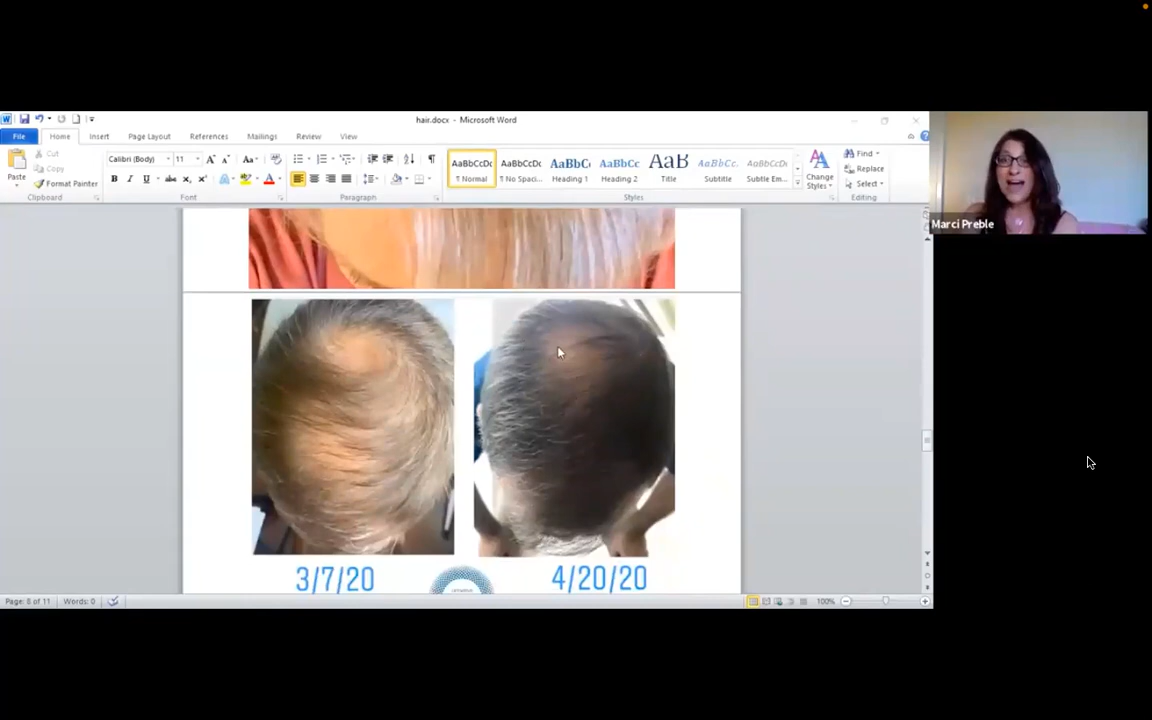 hair.docx - Microsoft Word
File Home Insert Page Layout References Mailings Review View
Cut
Copy
Format Painter
Paste
Clipboard
Calibri (Body) 11
Font
Paragraph
AaBbCcDc AaBbCcDc AaBbC AaBbCc AaB AaBbCc. AaBbCcDc
¶ Normal ¶ No Spaci... Heading 1 Heading 2 Title Subtitle Subtle Em...
Styles
Change Styles
Find
Replace
Select
Editing
Marci Preble
3/7/20 4/20/20
Page: 8 of 11 Words: 0 100%